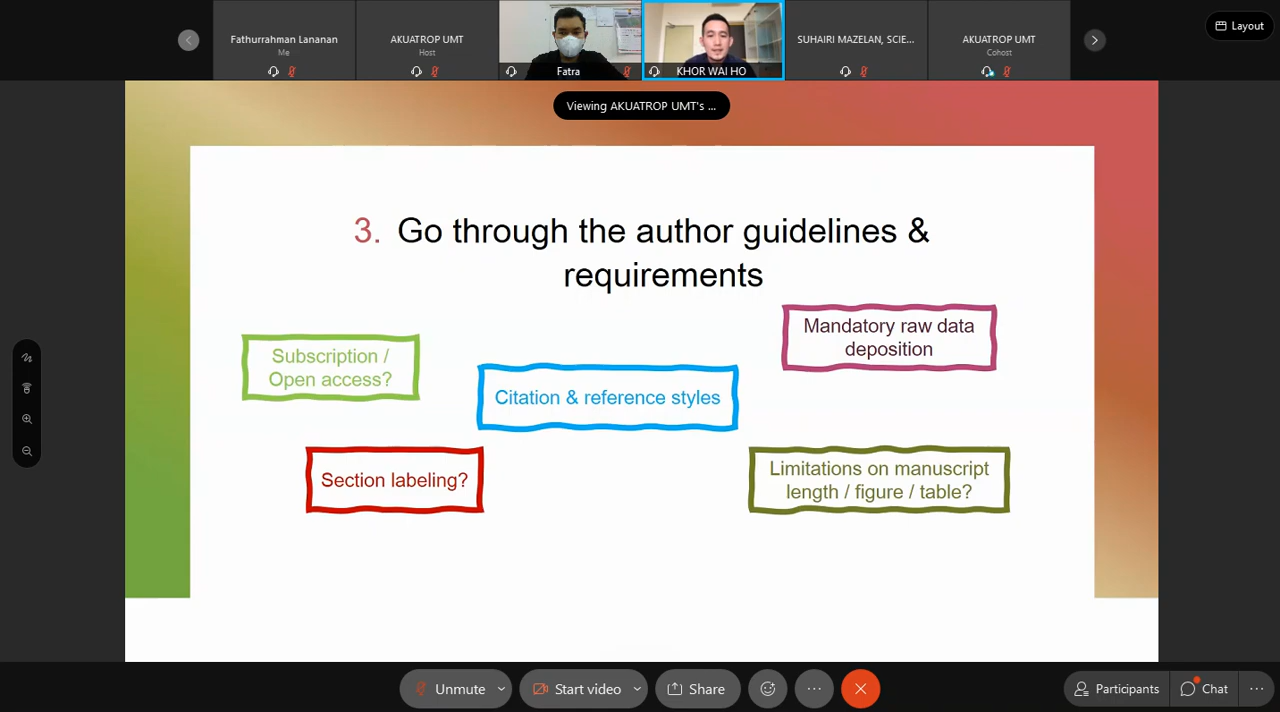 Fathurrahman Lananan
Me
AKUATROP UMT
Host
Fatra
KHOR WAI HO
SUHAIRI MAZELAN, SCIE...
AKUATROP UMT
Cohost
Layout
Viewing AKUATROP UMT's ...
3. Go through the author guidelines &
requirements
Subscription /
Open access?
Citation & reference styles
Mandatory raw data
deposition
Section labeling?
Limitations on manuscript
length / figure / table?
Unmute
Start video
Share
Participants
Chat